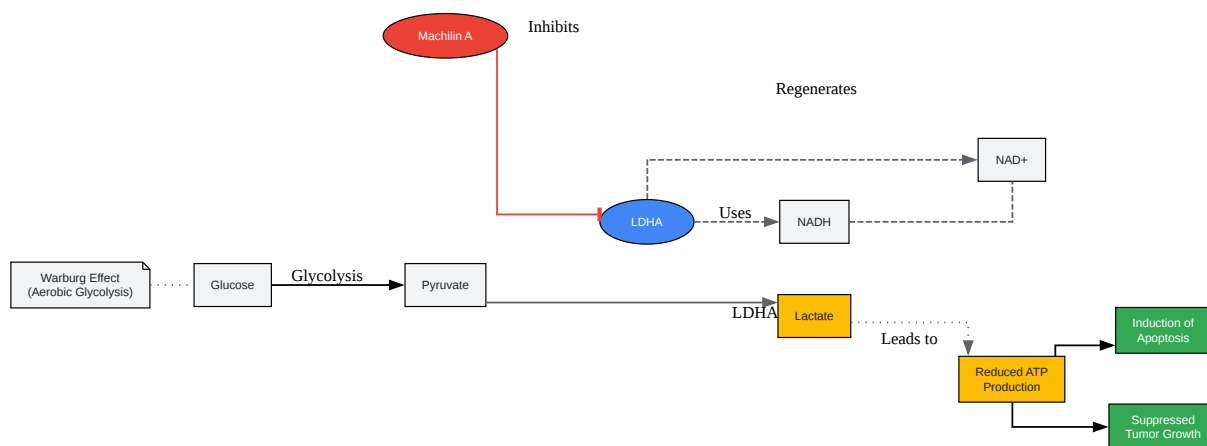 Machilin A
Inhibits
Regenerates
NAD+
LDHA
Uses
NADH
Warburg Effect
(Aerobic Glycolysis)
Glucose
Glycolysis
Pyruvate
LDHA
Lactate
Leads to
Induction of
Apoptosis
Reduced ATP
Production
Suppressed
Tumor Growth